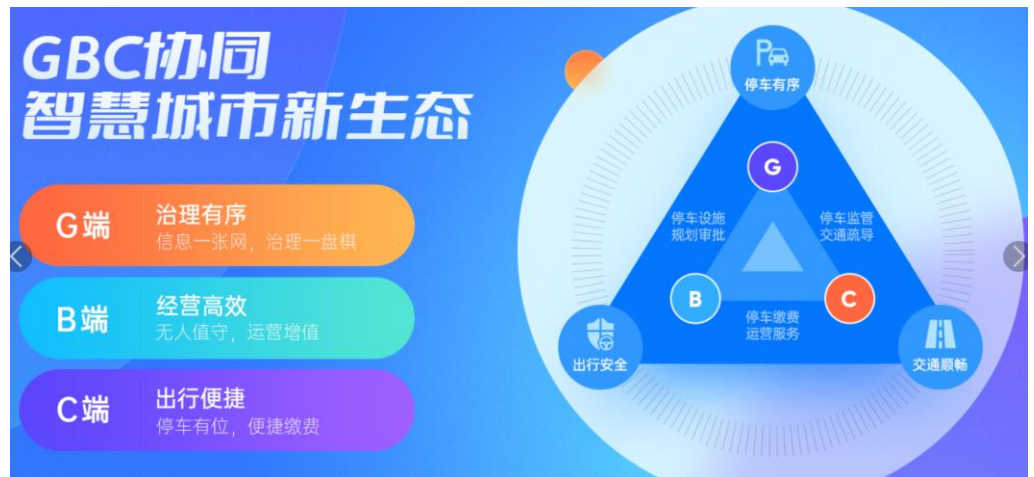 GBC协同
智慧城市新生态
G端
治理有序
信息一张网，治理一盘棋
B端
经营高效
无人值守，运营增值
C端
出行便捷
停车有位，便捷缴费
P
停车有序
G
停车设施
规划审批
停车监管
交通疏导
B
C
停车缴费
运营服务
出行安全
交通顺畅